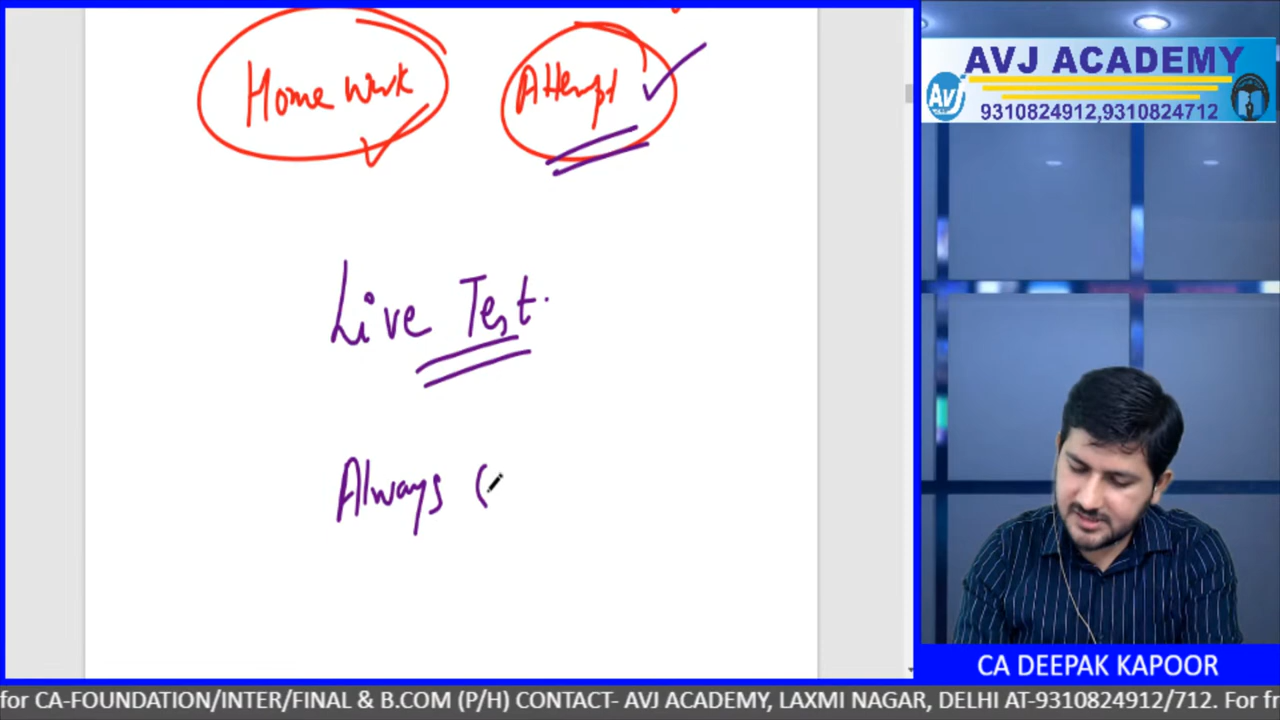 Home Work Attempt
Live Test.
Always (
AVJ ACADEMY
AVJ
9310824912,9310824712
CA DEEPAK KAPOOR
for CA-FOUNDATION/INTER/FINAL & B.COM (P/H) CONTACT- AVJ ACADEMY, LAXMI NAGAR, DELHI AT-9310824912/712. For fr